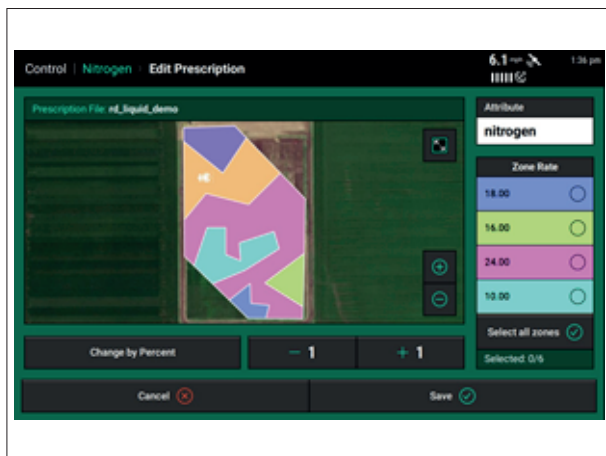 Control | Nitrogen Edit Prescription
6.1 mph
1:36 pm
Prescription File: rd_liquid_demo
Attribute
nitrogen
Zone Rate
18.00
16.00
24.00
10.00
Select all zones
Selected: 0/6
Change by Percent
− 1
+ 1
Cancel
Save